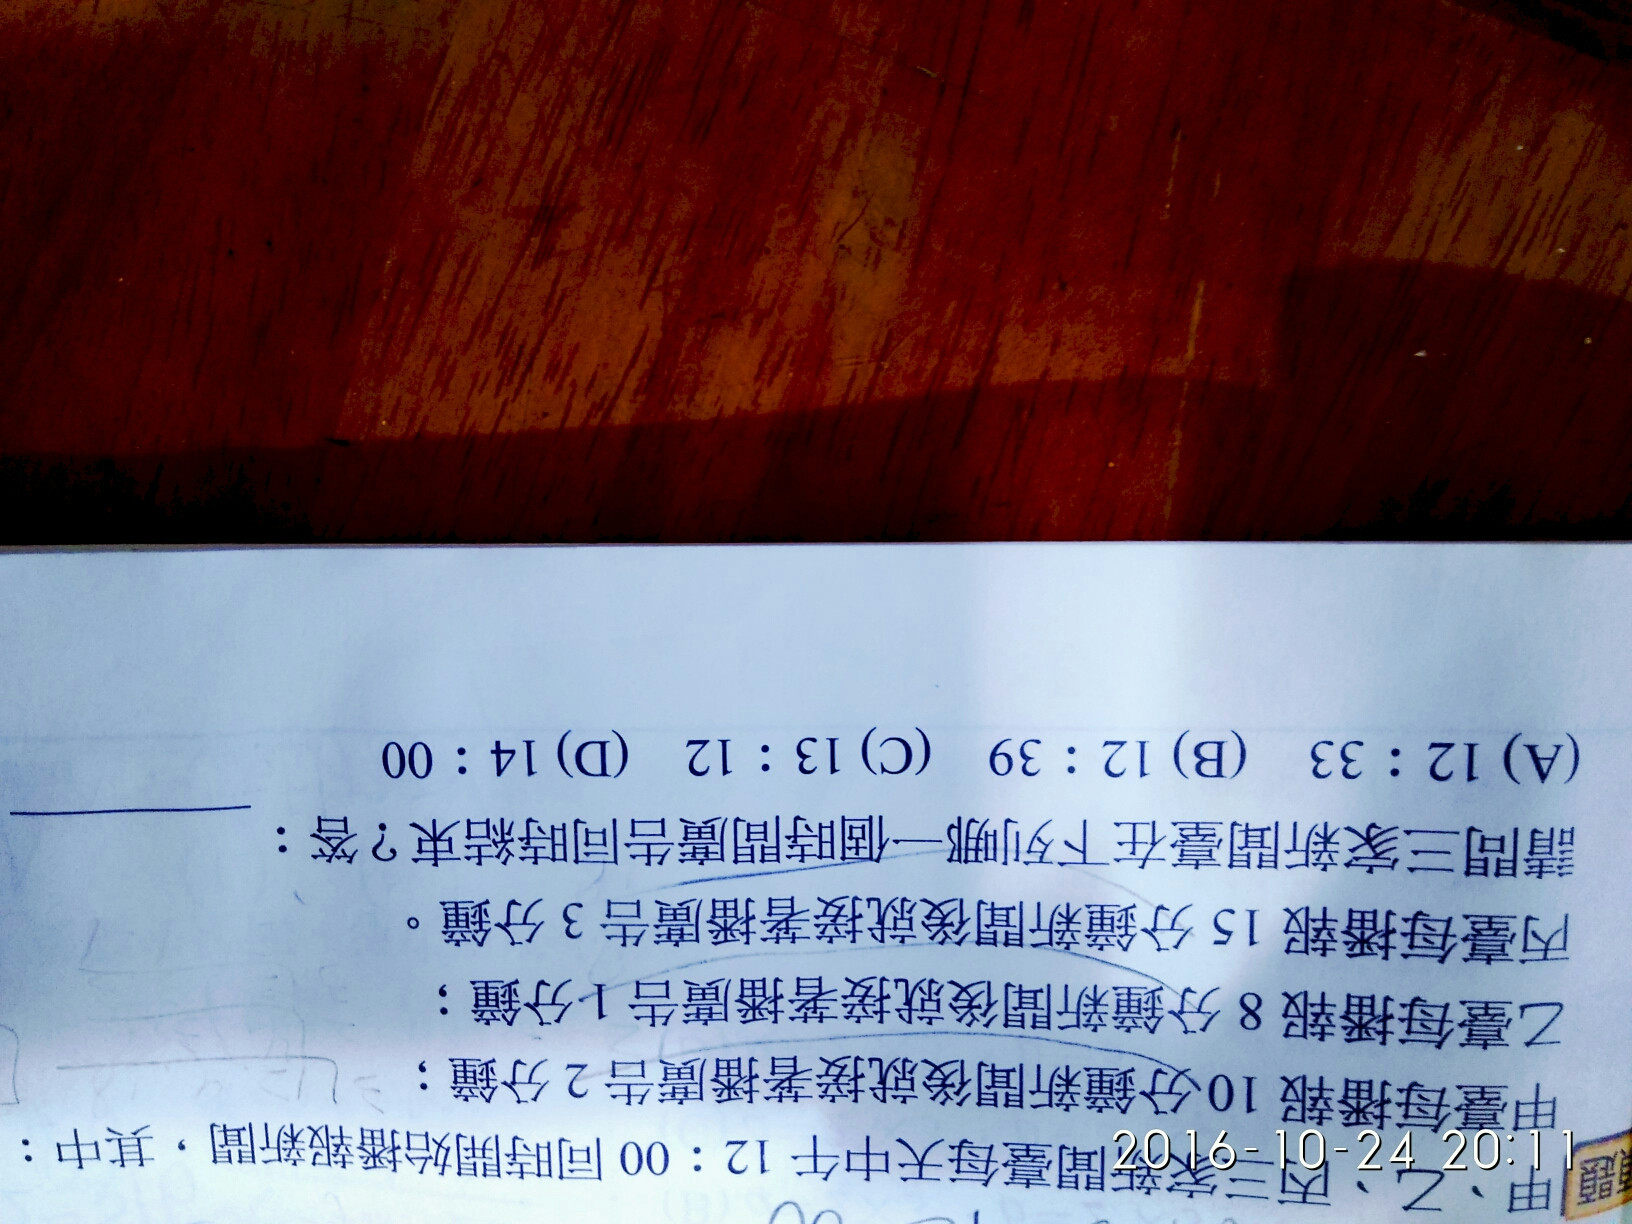 甲、乙、丙三家新聞臺每天中午 12：00 同時開始播報新聞，其中：
甲臺每播報 10 分鐘新聞後就接著播廣告 2 分鐘；
乙臺每播報 8 分鐘新聞後就接著播廣告 1 分鐘；
丙臺每播報 15 分鐘新聞後就接著播廣告 3 分鐘。
請問三家新聞臺在下列哪一個時間廣告同時結束？答：
(A) 12：33 (B) 12：39 (C) 13：12 (D) 14：00
2016-10-24 20:11